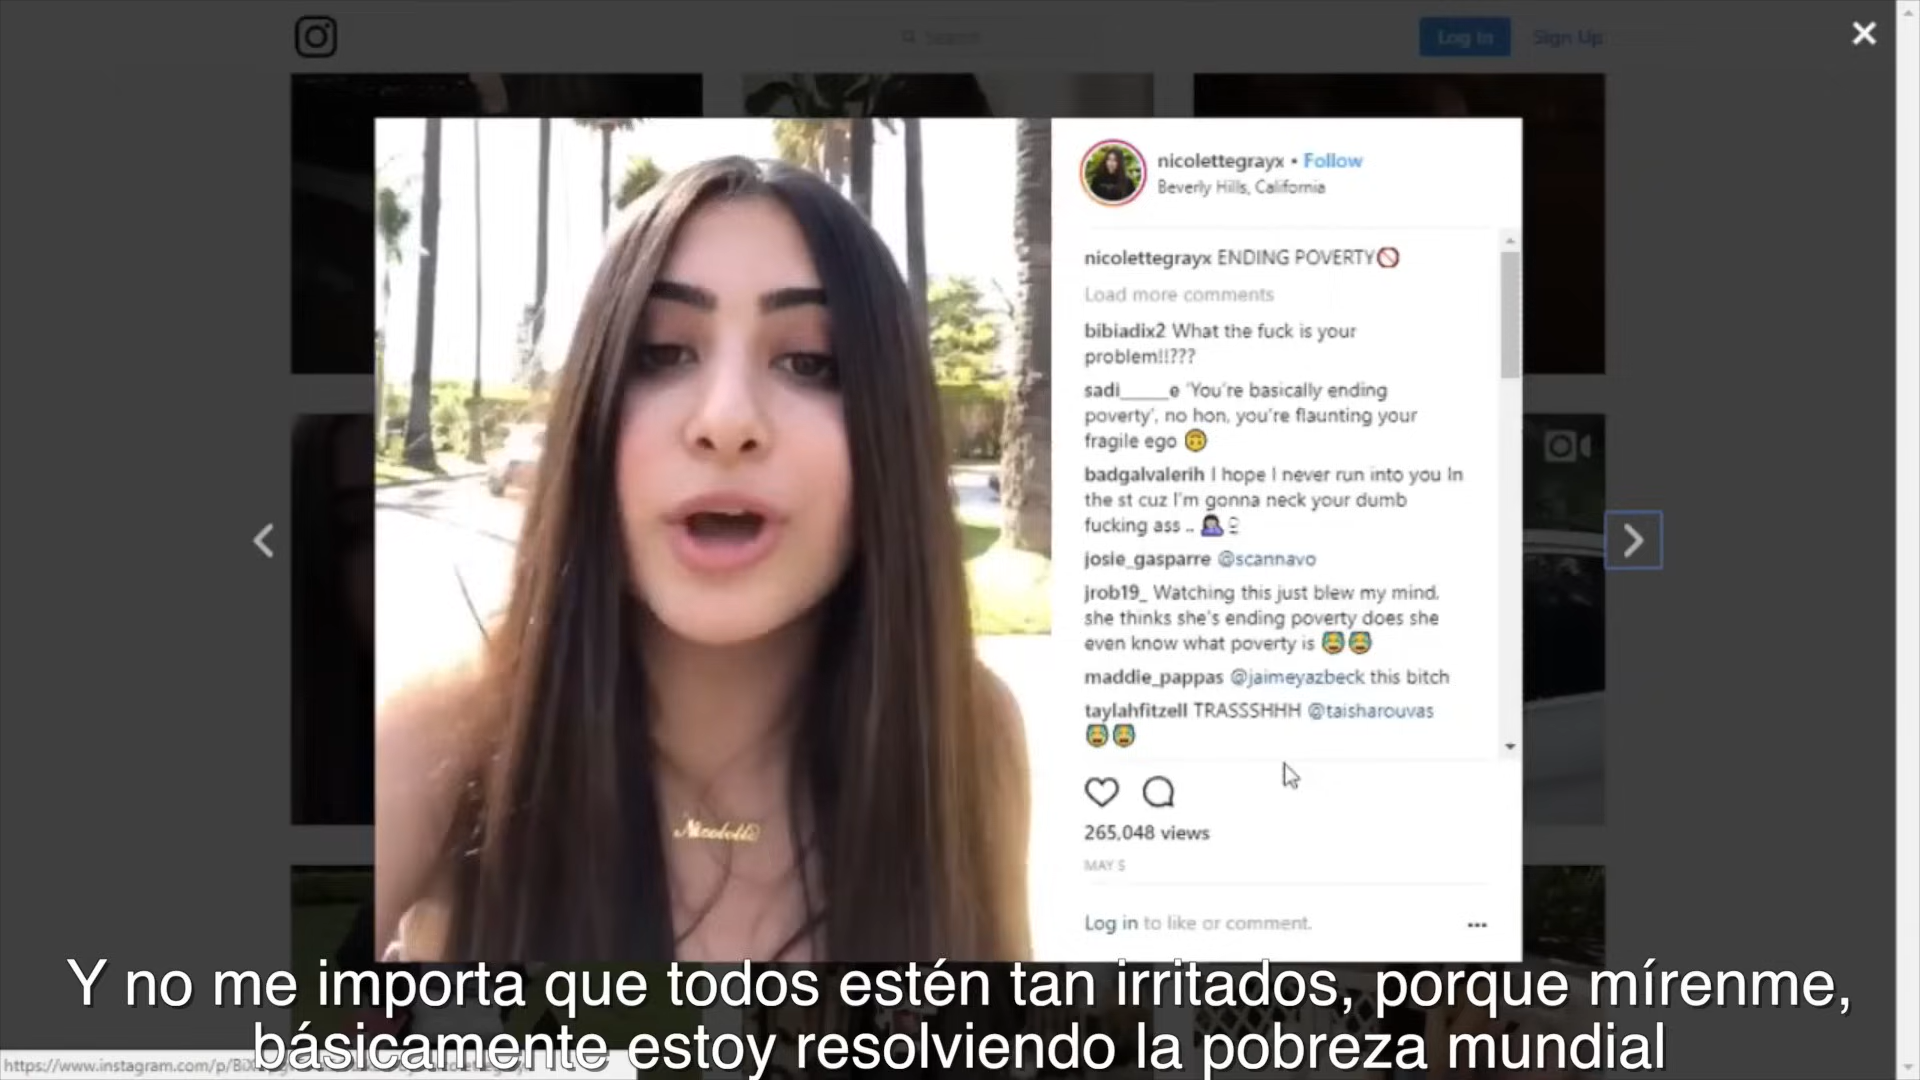 Search
Log In
Sign Up
nicolettegrayx • Follow
Beverly Hills, California
nicolettegrayx ENDING POVERTY🚫
Load more comments
bibiadix2 What the fuck is your
problem!!???
sadi_____e 'You're basically ending
poverty', no hon, you're flaunting your
fragile ego 🙃
badgalvalerih I hope I never run into you In
the st cuz I'm gonna neck your dumb
fucking ass ..
josie_gasparre @scannavo
jrob19_ Watching this just blew my mind,
she thinks she's ending poverty does she
even know what poverty is 😭😭
maddie_pappas @jaimeyazbeck this bitch
taylahfitzell TRASSSHHH @taisharouvas
😭😭
Nicolette
265,048 views
MAY 5
Log in to like or comment.
Y no me importa que todos estén tan irritados, porque mírenme,
básicamente estoy resolviendo la pobreza mundial
https://www.instagram.com/p/